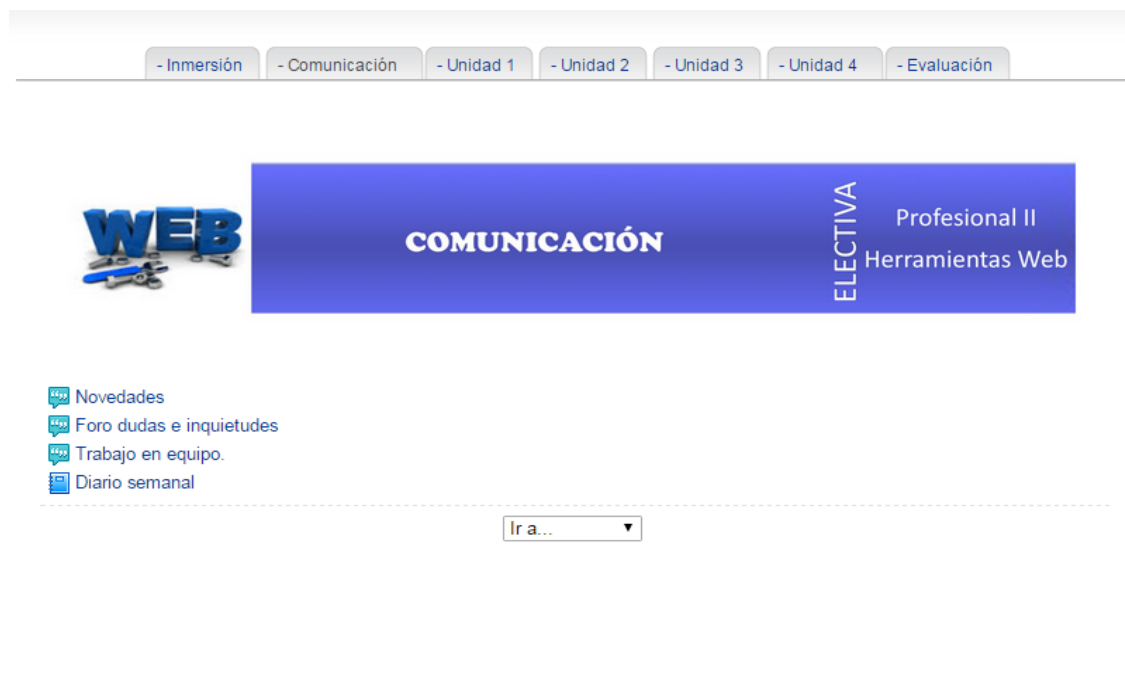 - Inmersión - Comunicación - Unidad 1 - Unidad 2 - Unidad 3 - Unidad 4 - Evaluación
WEB
COMUNICACIÓN
ELECTIVA
Profesional II
Herramientas Web
Novedades
Foro dudas e inquietudes
Trabajo en equipo.
Diario semanal
Ir a...